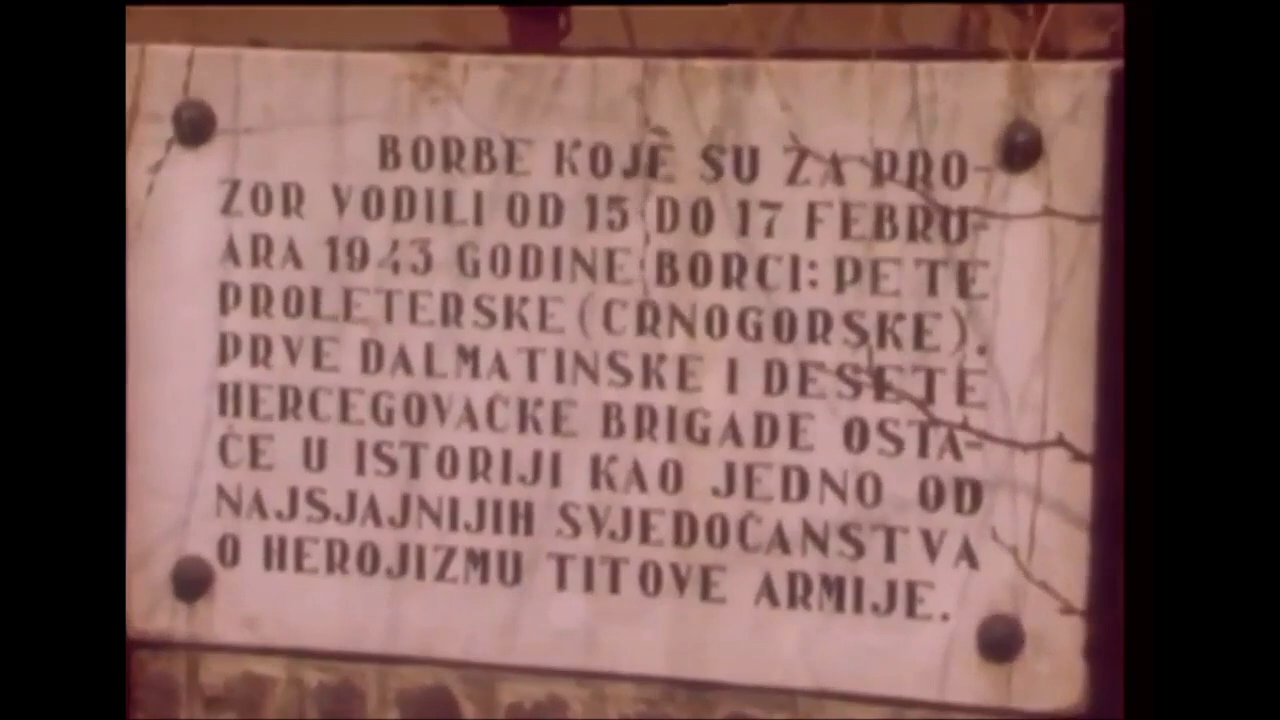 BORBE KOJE SU ZA PRO-
ZOR VODILI OD 15 DO 17 FEBRU-
ARA 1943 GODINE BORCI: PETE
PROLETERSKE (CRNOGORSKE),
PRVE DALMATINSKE I DESETE
HERCEGOVAČKE BRIGADE OSTA-
ĆE U ISTORIJI KAO JEDNO OD
NAJSJAJNIJIH SVJEDOČANSTVA
O HEROJIZMU TITOVE ARMIJE.